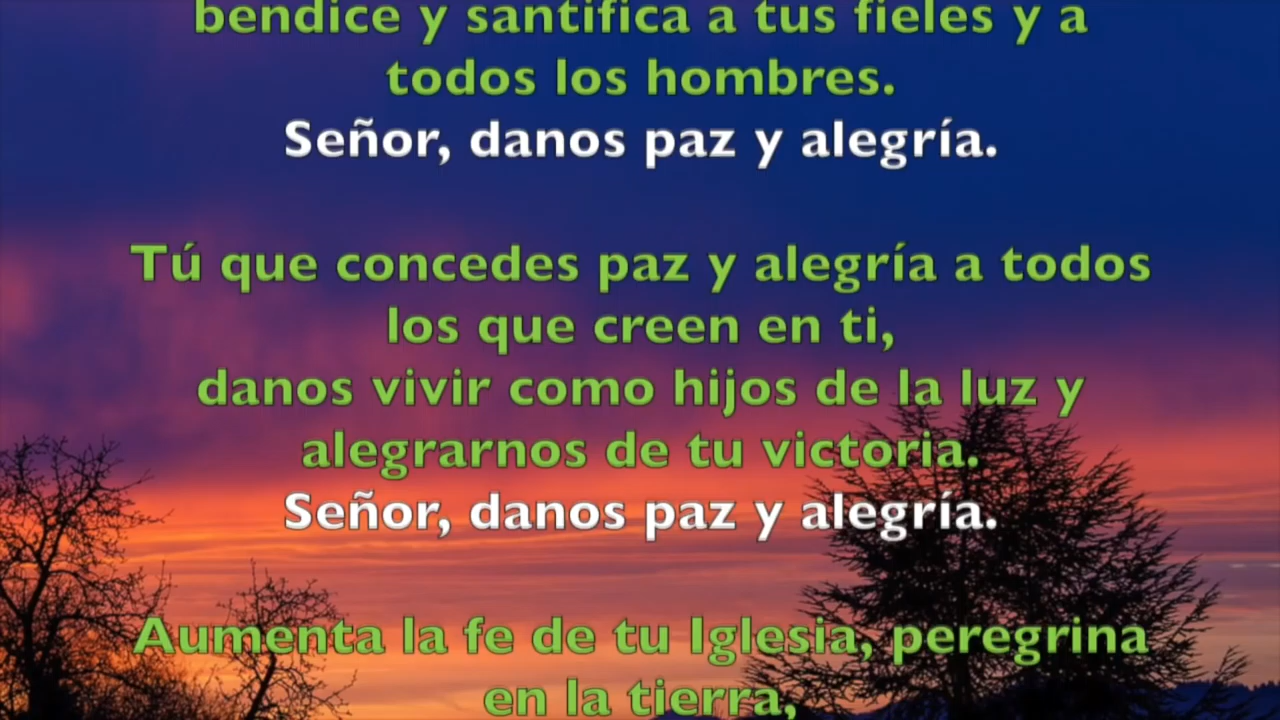 bendice y santifica a tus fieles y a
todos los hombres.
Señor, danos paz y alegría.
Tú que concedes paz y alegría a todos
los que creen en ti,
danos vivir como hijos de la luz y
alegrarnos de tu victoria.
Señor, danos paz y alegría.
Aumenta la fe de tu Iglesia, peregrina
en la tierra,